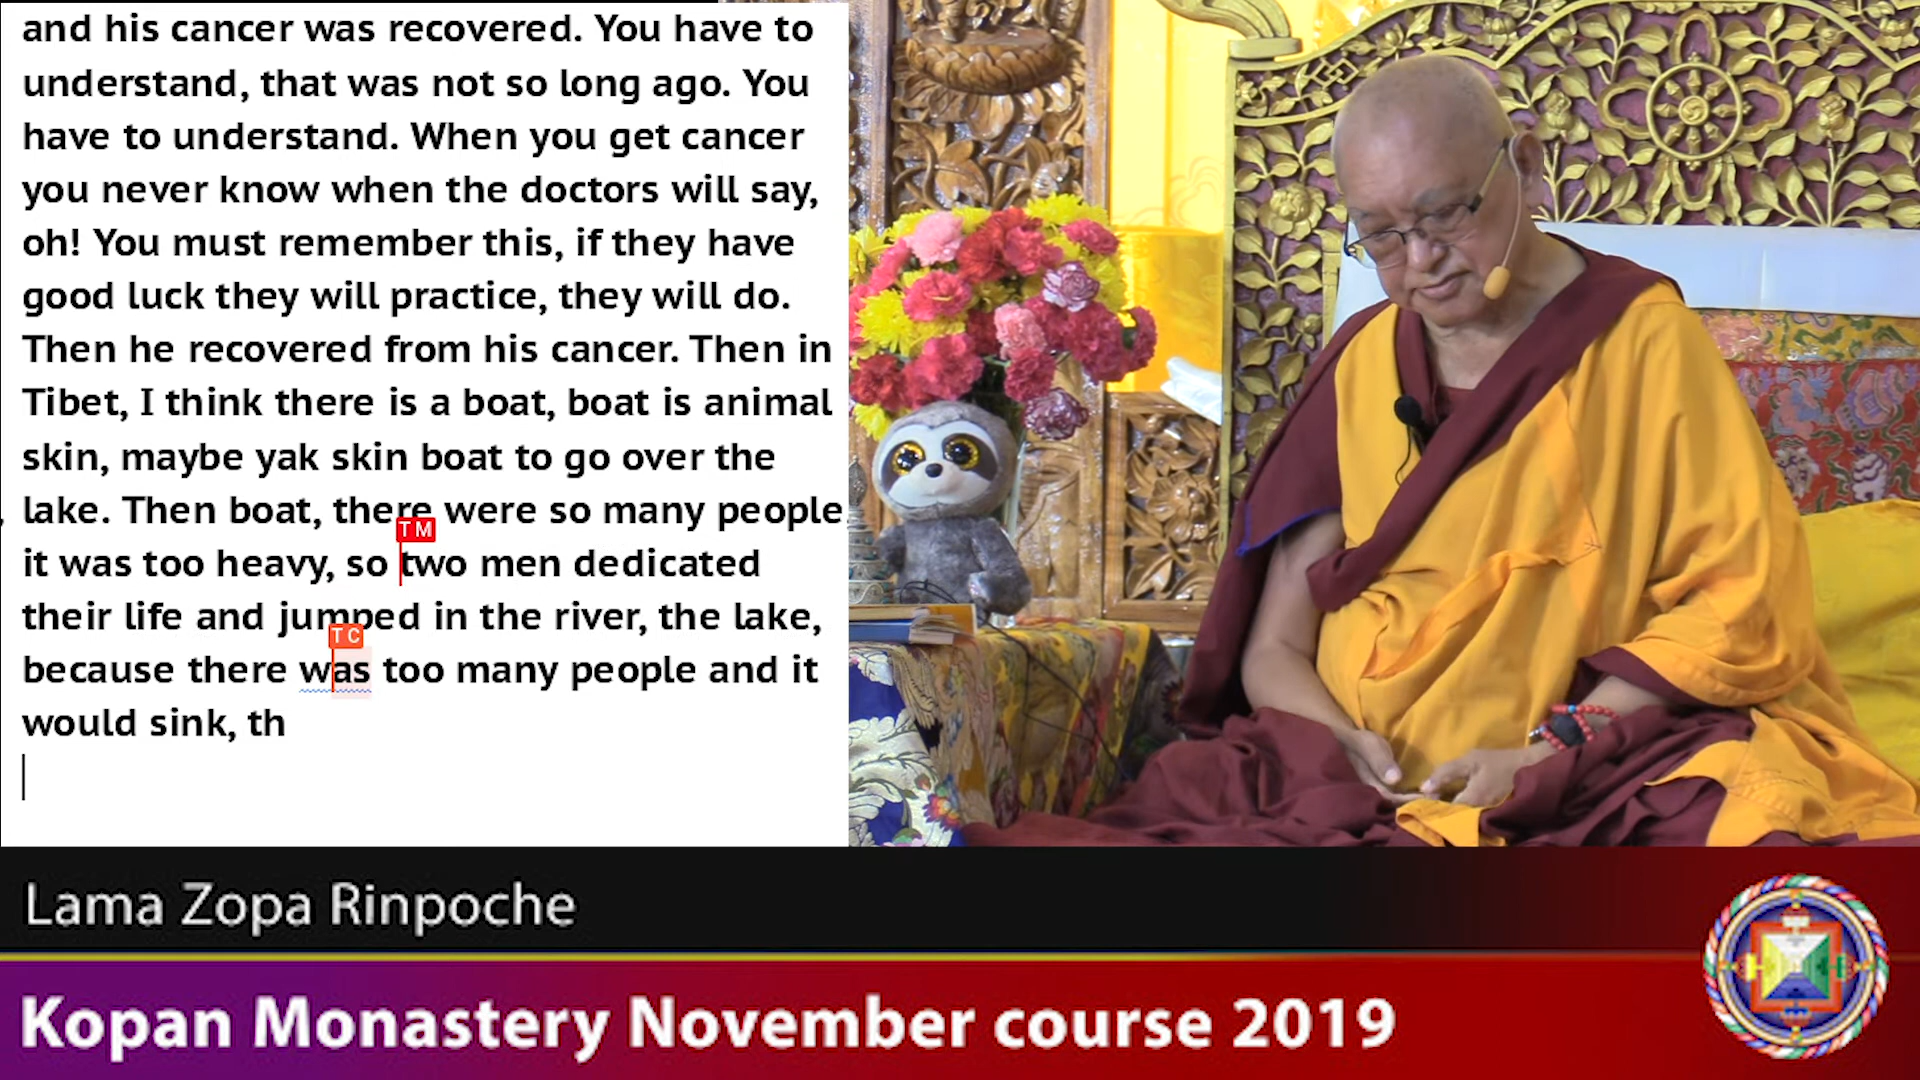 and his cancer was recovered. You have to
understand, that was not so long ago. You
have to understand. When you get cancer
you never know when the doctors will say,
oh! You must remember this, if they have
good luck they will practice, they will do.
Then he recovered from his cancer. Then in
Tibet, I think there is a boat, boat is animal
skin, maybe yak skin boat to go over the
lake. Then boat, there were so many people
TM
it was too heavy, so two men dedicated
their life and jumped in the river, the lake,
TC
because there was too many people and it
would sink, th
Lama Zopa Rinpoche
Kopan Monastery November course 2019